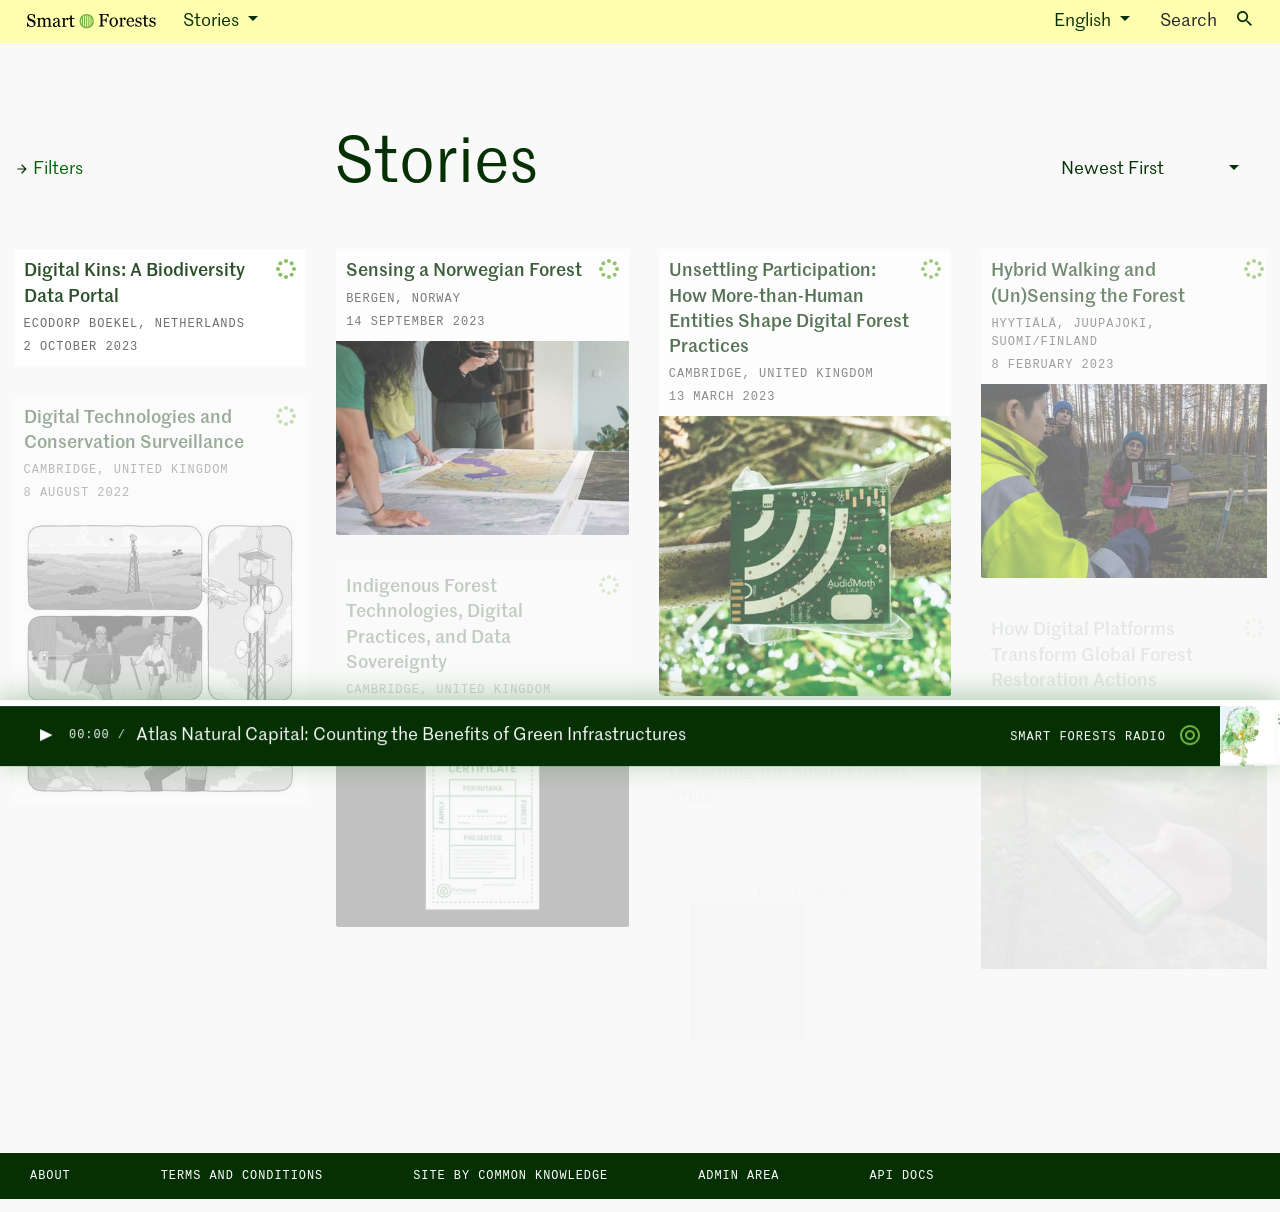 Smart Forests
Stories
English
Search
Filters
Stories
Newest First
Digital Kins: A Biodiversity
Data Portal
ECODORP BOEKEL, NETHERLANDS
2 OCTOBER 2023
Sensing a Norwegian Forest
BERGEN, NORWAY
14 SEPTEMBER 2023
Unsettling Participation:
How More-than-Human
Entities Shape Digital Forest
Practices
CAMBRIDGE, UNITED KINGDOM
13 MARCH 2023
AudioMoth
Hybrid Walking and
(Un)Sensing the Forest
HYYTIÄLÄ, JUUPAJOKI,
SUOMI/FINLAND
8 FEBRUARY 2023
Digital Technologies and
Conservation Surveillance
CAMBRIDGE, UNITED KINGDOM
8 AUGUST 2022
Indigenous Forest
Technologies, Digital
Practices, and Data
Sovereignty
CAMBRIDGE, UNITED KINGDOM
CERTIFICATE
PERHUTANA
FAMILY
FOREST
PRESENTED
How Digital Platforms
Transform Global Forest
Restoration Actions
00:00 /
Atlas Natural Capital: Counting the Benefits of Green Infrastructures
SMART FORESTS RADIO
ABOUT
TERMS AND CONDITIONS
SITE BY COMMON KNOWLEDGE
ADMIN AREA
API DOCS